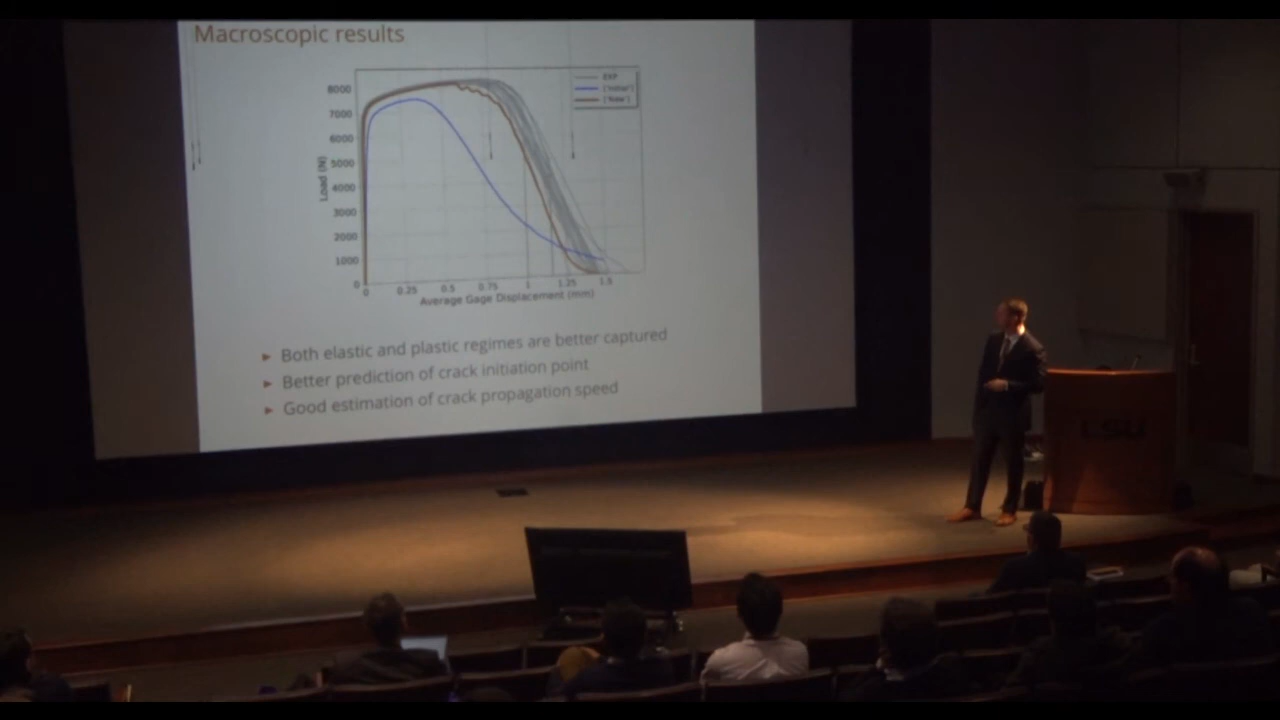 Macroscopic results
EXP
8000
7000
6000
5000
4000
3000
2000
1000
0
Load (N)
0 0.25 0.5 0.75 1 1.25 1.5
Average Gage Displacement (mm)
Both elastic and plastic regimes are better captured
Better prediction of crack initiation point
Good estimation of crack propagation speed
LSU